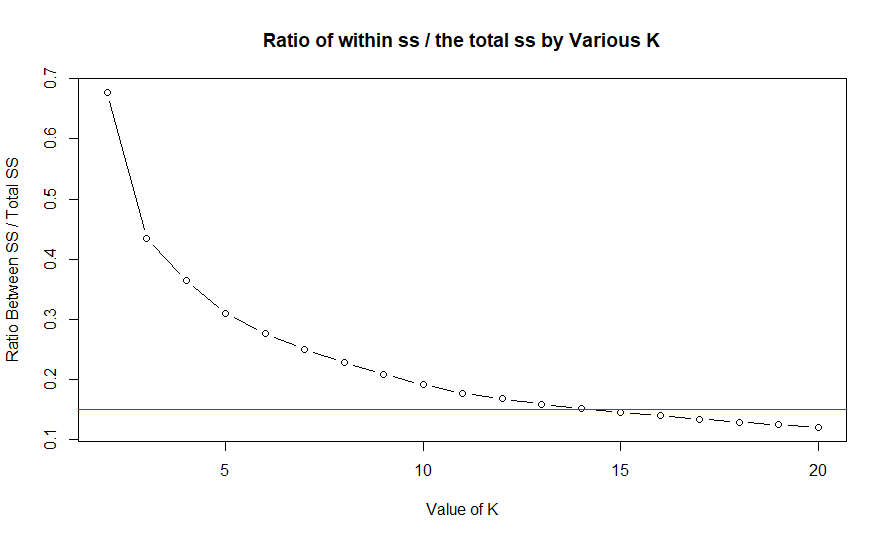 Ratio of within ss / the total ss by Various K
Ratio Between SS / Total SS
0.7
0.6
0.5
0.4
0.3
0.2
0.1
5 10 15 20
Value of K